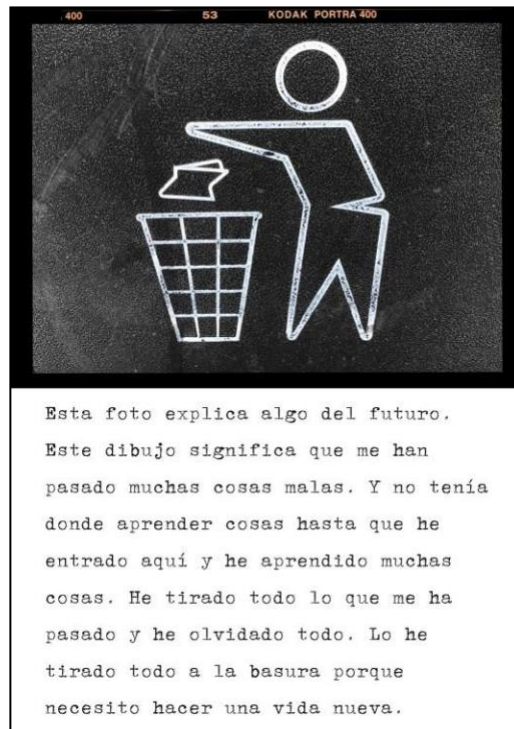 400 53 KODAK PORTRA 400
Esta foto explica algo del futuro.
Este dibujo significa que me han
pasado muchas cosas malas. Y no tenía
donde aprender cosas hasta que he
entrado aquí y he aprendido muchas
cosas. He tirado todo lo que me ha
pasado y he olvidado todo. Lo he
tirado todo a la basura porque
necesito hacer una vida nueva.